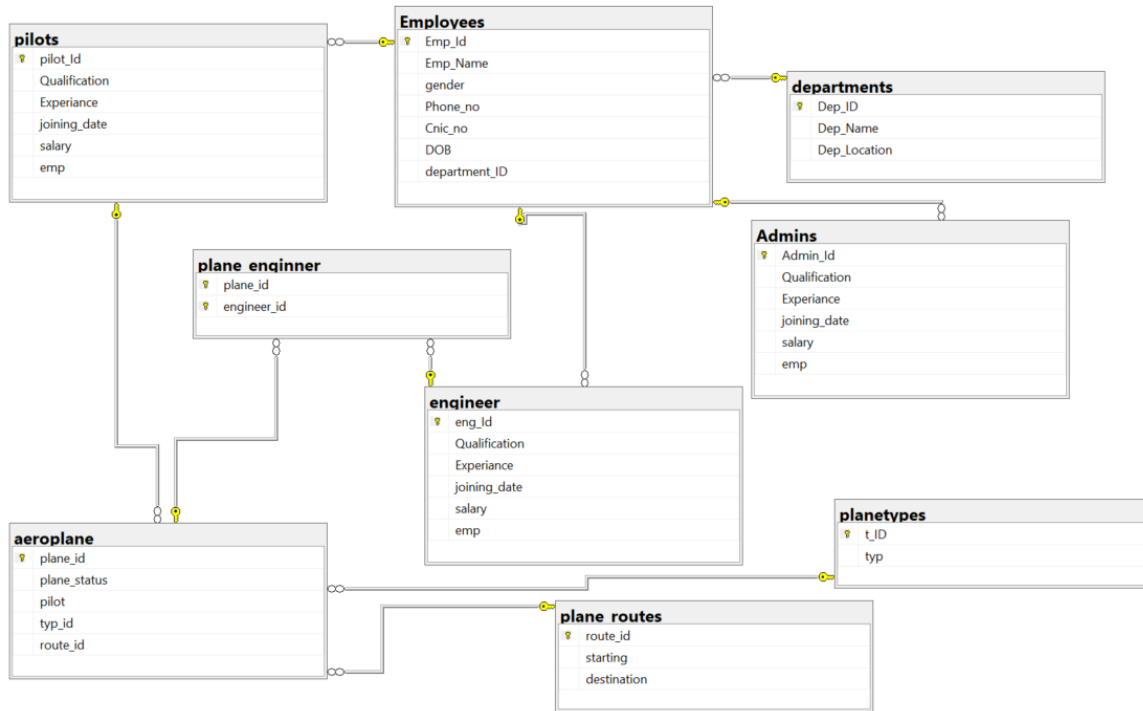 pilots
pilot_Id
Qualification
Experiance
joining_date
salary
emp
Employees
Emp_Id
Emp_Name
gender
Phone_no
Cnic_no
DOB
department_ID
departments
Dep_ID
Dep_Name
Dep_Location
Admins
Admin_Id
Qualification
Experiance
joining_date
salary
emp
plane_enginner
plane_id
engineer_id
engineer
eng_Id
Qualification
Experiance
joining_date
salary
emp
aeroplane
plane_id
plane_status
pilot
typ_id
route_id
planetypes
t_ID
typ
plane_routes
route_id
starting
destination